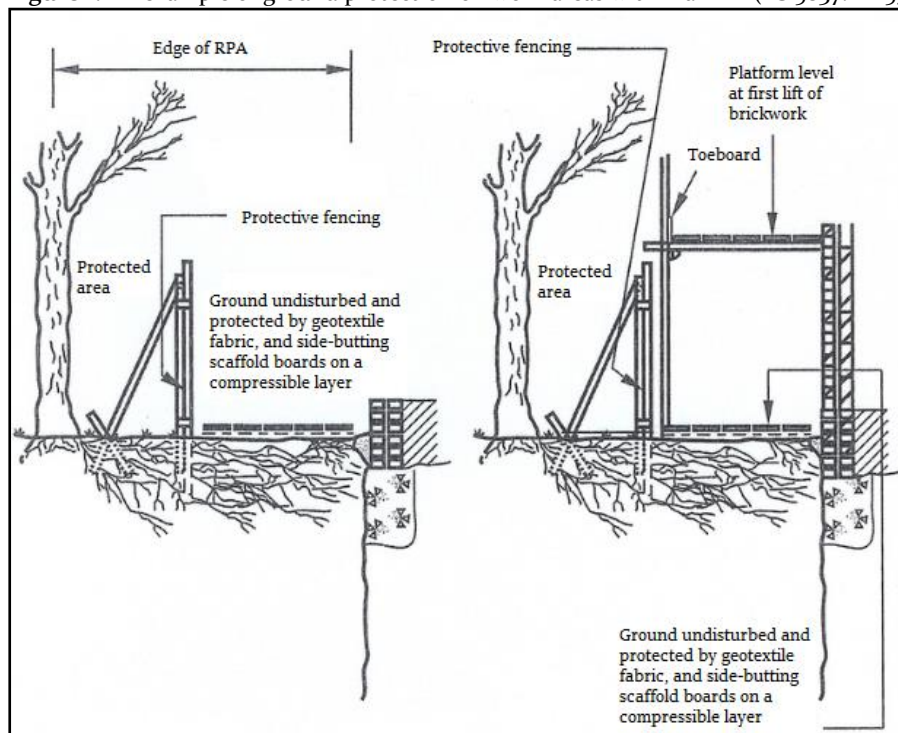 Edge of RPA
Protective fencing
Protected
area
Ground undisturbed and
protected by geotextile
fabric, and side-butting
scaffold boards on a
compressible layer
Protective fencing
Platform level
at first lift of
brickwork
Toeboard
Protected
area
Ground undisturbed and
protected by geotextile
fabric, and side-butting
scaffold boards on a
compressible layer